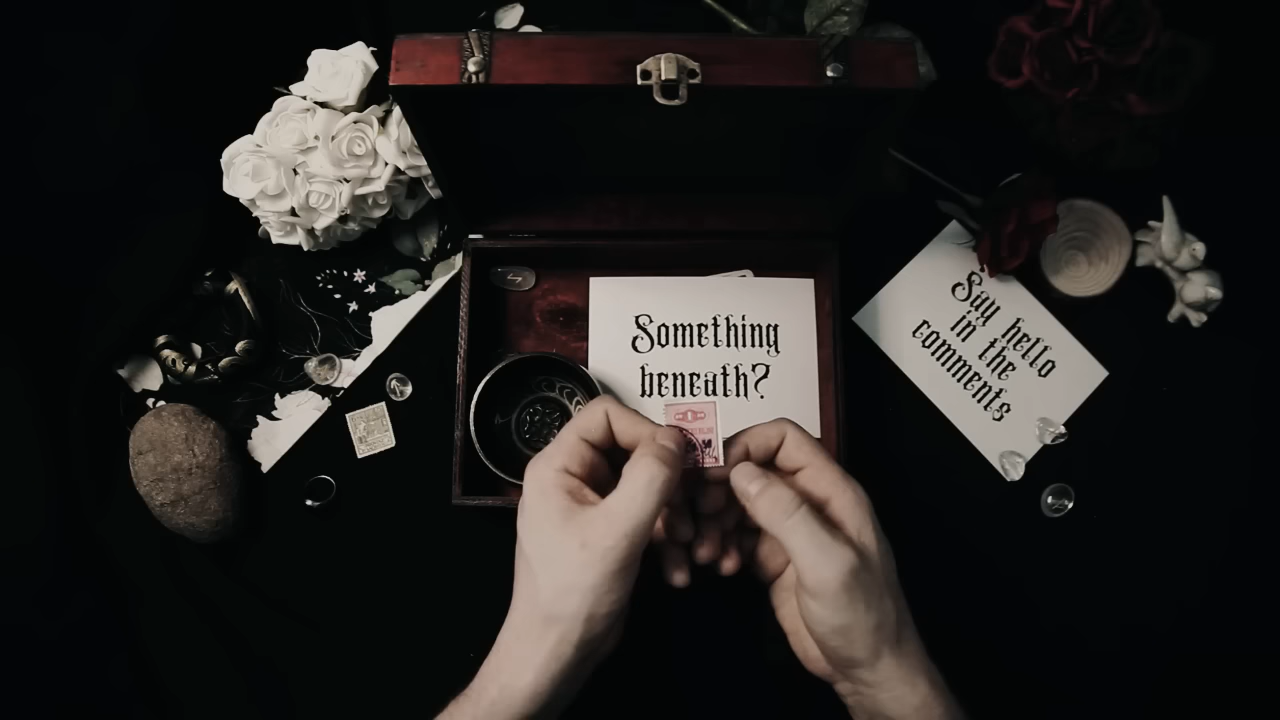 Something
beneath?
Say hello
in the
comments